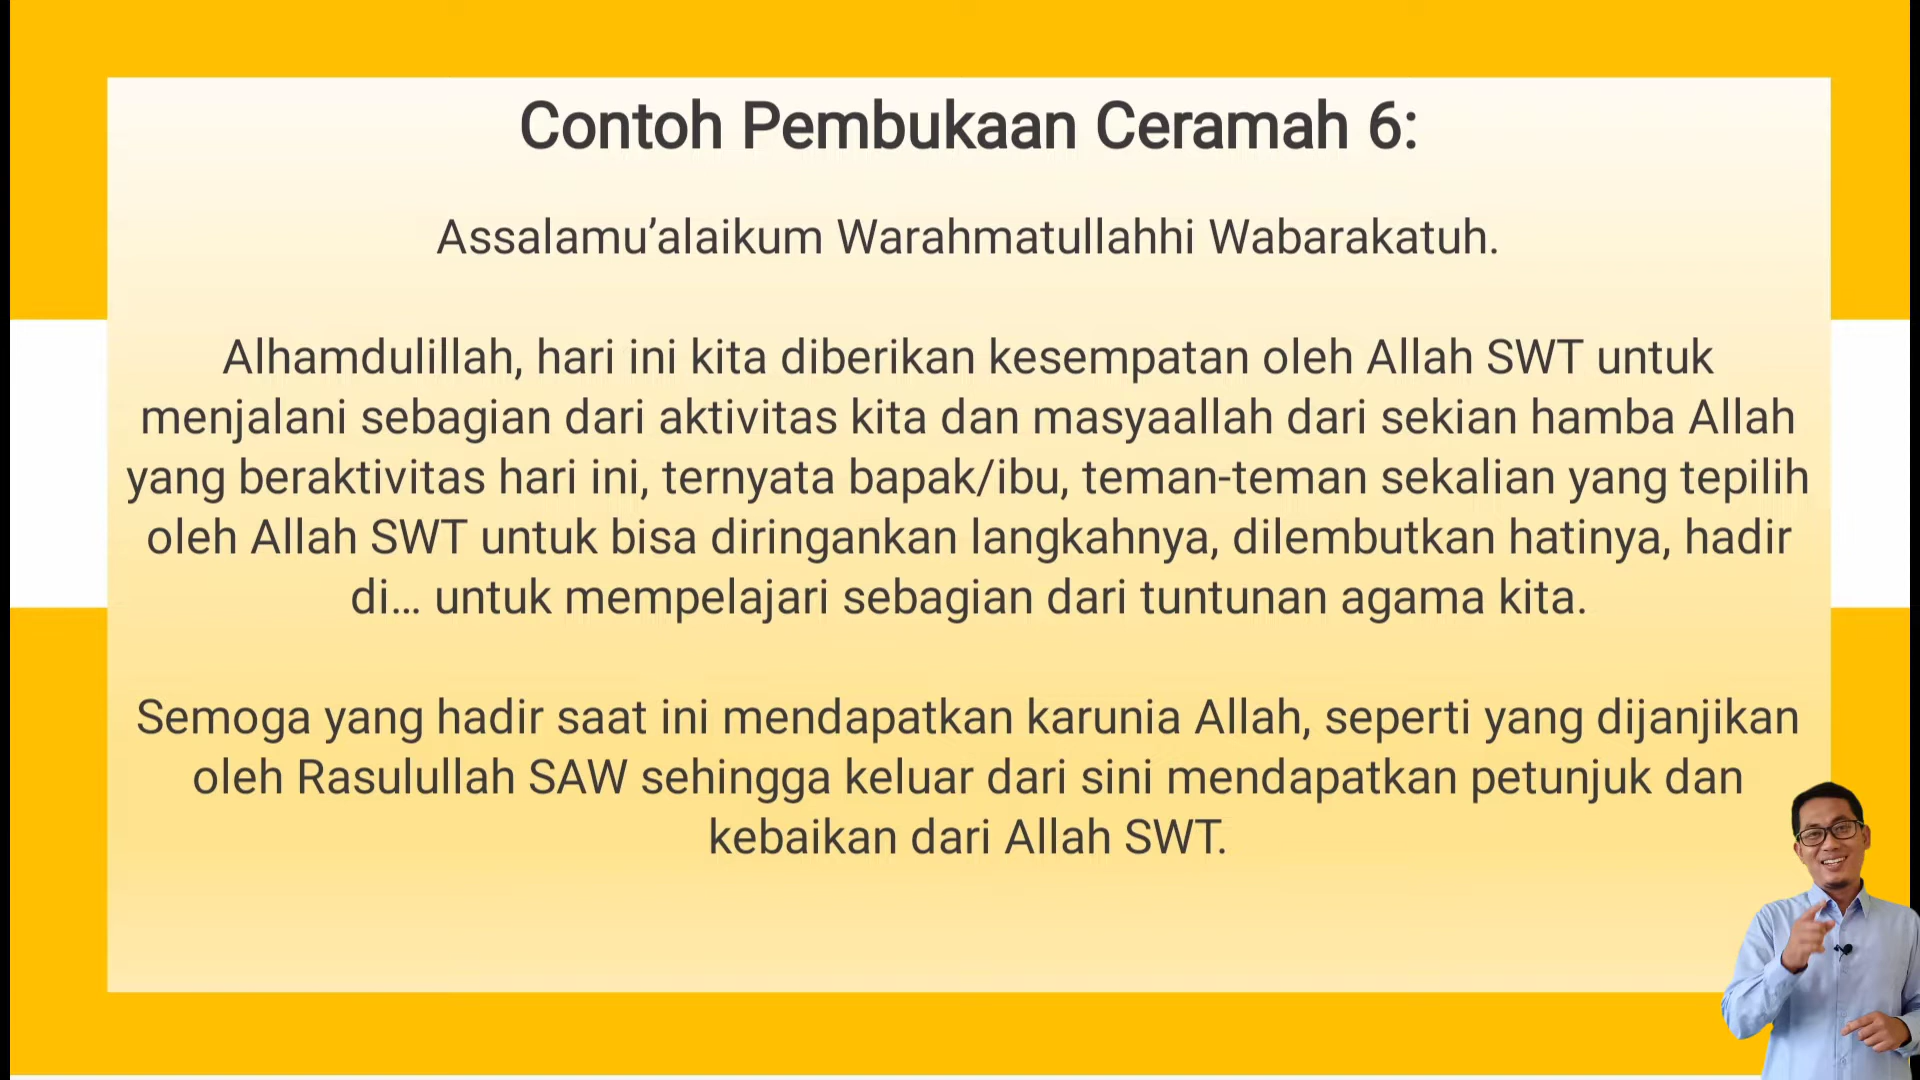 Contoh Pembukaan Ceramah 6:
Assalamu’alaikum Warahmatullahhi Wabarakatuh.
Alhamdulillah, hari ini kita diberikan kesempatan oleh Allah SWT untuk
menjalani sebagian dari aktivitas kita dan masyaallah dari sekian hamba Allah
yang beraktivitas hari ini, ternyata bapak/ibu, teman-teman sekalian yang tepilih
oleh Allah SWT untuk bisa diringankan langkahnya, dilembutkan hatinya, hadir
di... untuk mempelajari sebagian dari tuntunan agama kita.
Semoga yang hadir saat ini mendapatkan karunia Allah, seperti yang dijanjikan
oleh Rasulullah SAW sehingga keluar dari sini mendapatkan petunjuk dan
kebaikan dari Allah SWT.